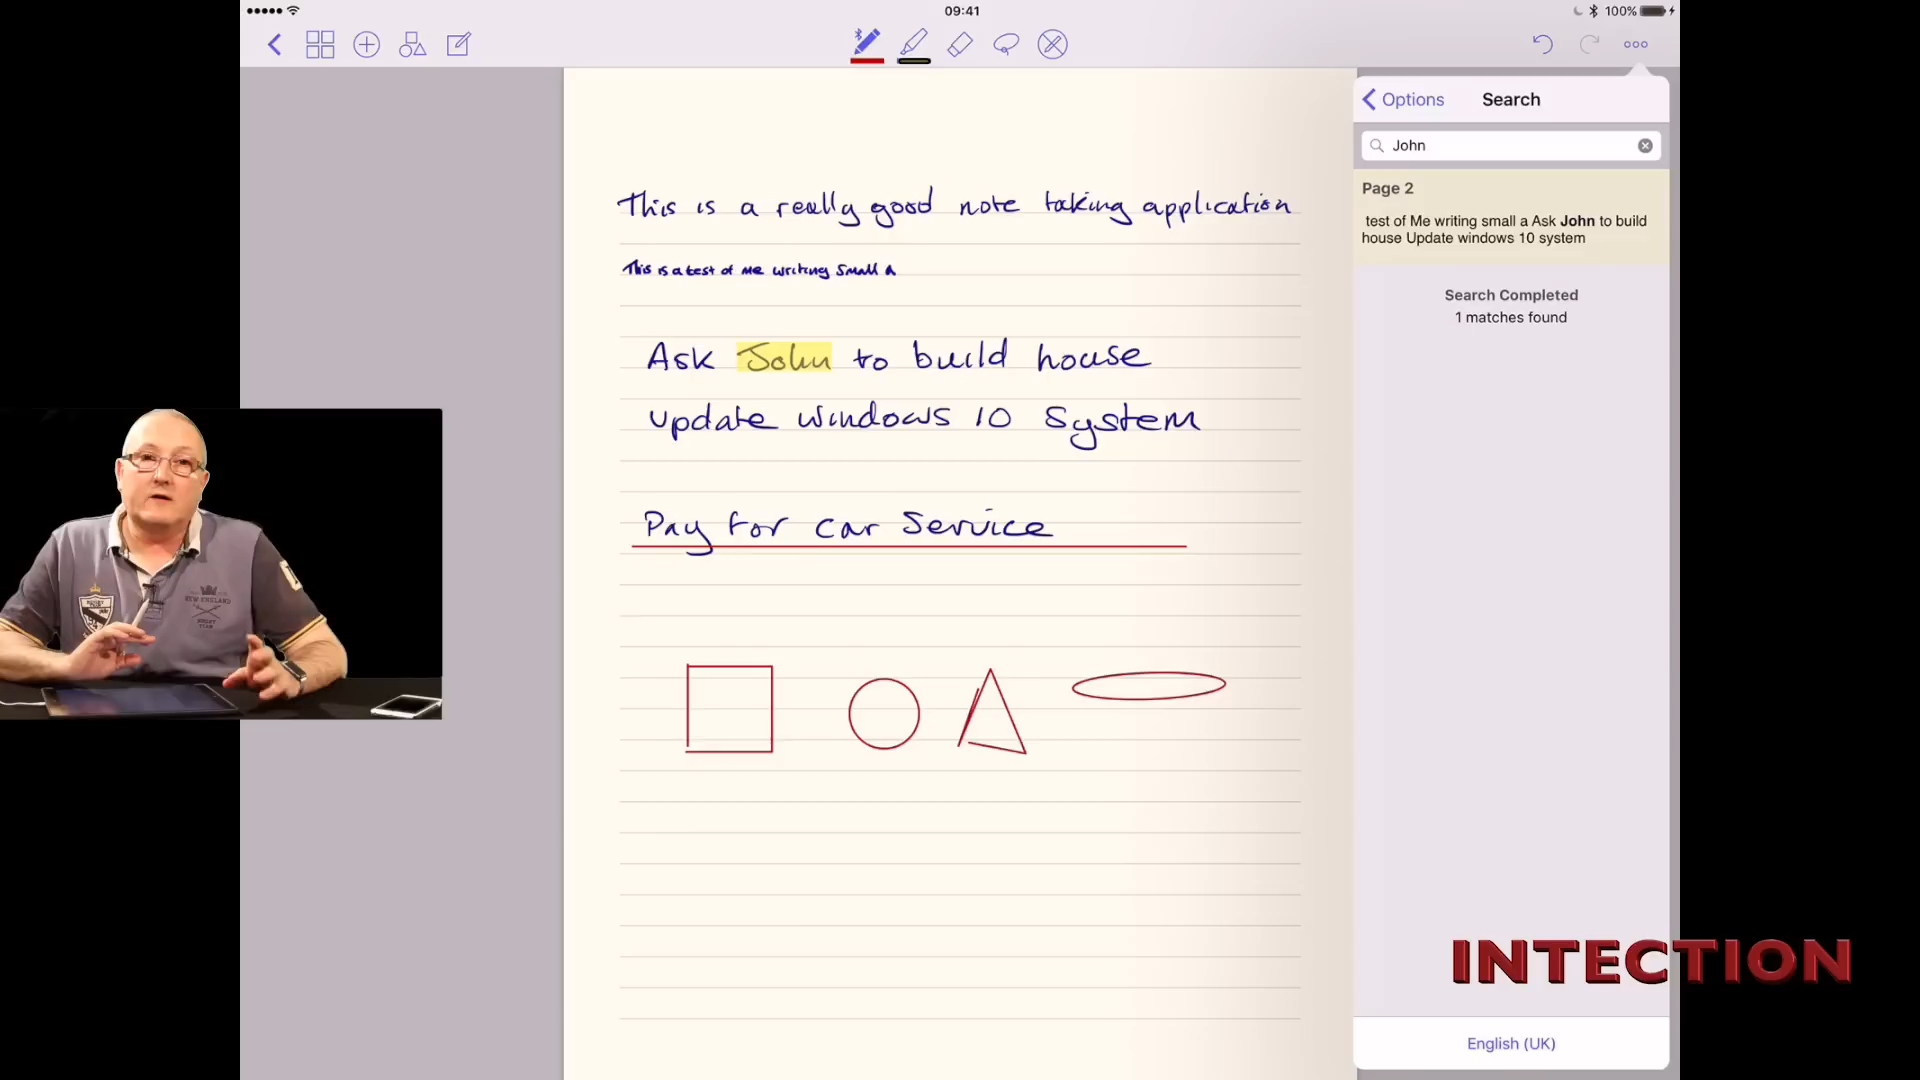 09:41
100%
This is a really good note taking application
This is a test of me writing small a
Ask John to build house
update windows 10 System
Pay for car Service
Options
Search
John
Page 2
test of Me writing small a Ask John to build
house Update windows 10 system
Search Completed
1 matches found
English (UK)
NEW ENGLAND
INTECTION